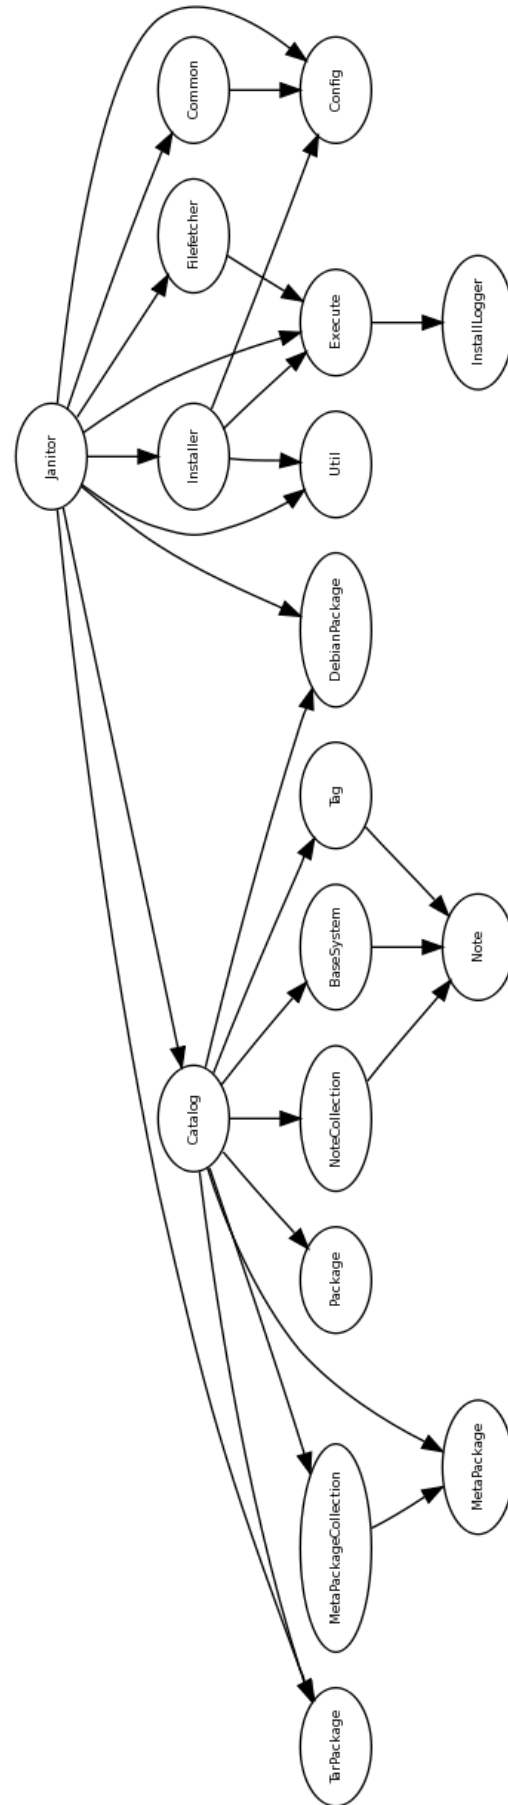 Janitor
Common
Filefetcher
Installer
Catalog
Config
Execute
Util
DebianPackage
Tag
BaseSystem
NoteCollection
Package
MetaPackageCollection
TarPackage
InstallLogger
Note
MetaPackage